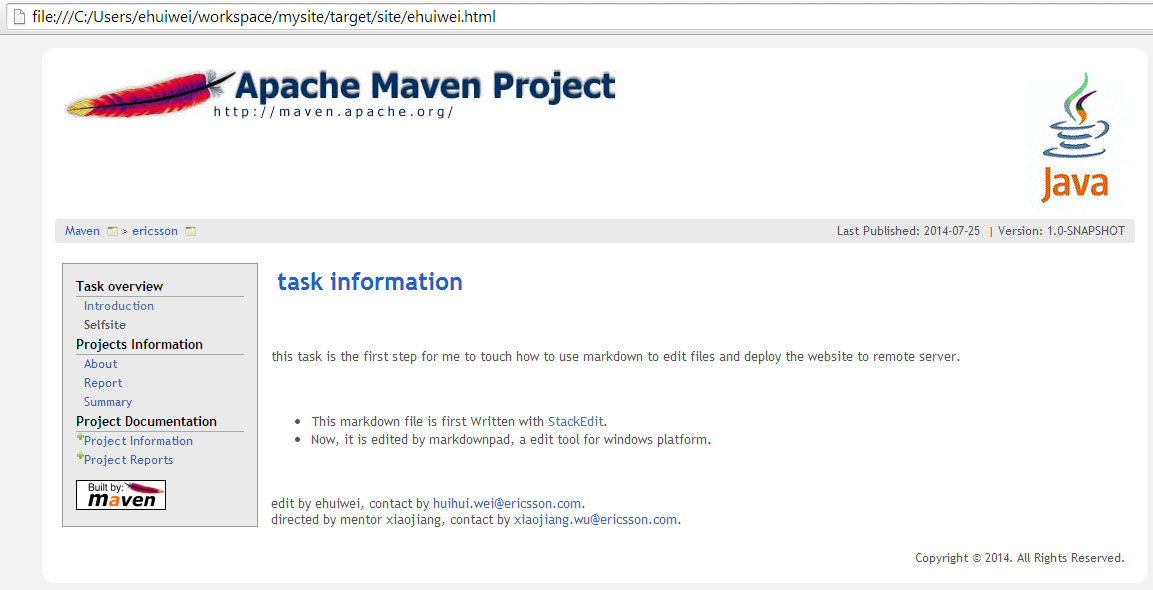 file:///C:/Users/ehuiwei/workspace/mysite/target/site/ehuiwei.html
Apache Maven Project
http://maven.apache.org/
Java
Maven > ericsson
Last Published: 2014-07-25 | Version: 1.0-SNAPSHOT
Task overview
Introduction
Selfsite
Projects Information
About
Report
Summary
Project Documentation
Project Information
Project Reports
Built by:
maven
task information
this task is the first step for me to touch how to use markdown to edit files and deploy the website to remote server.
• This markdown file is first Written with StackEdit.
• Now, it is edited by markdownpad, a edit tool for windows platform.
edit by ehuiwei, contact by huihui.wei@ericsson.com.
directed by mentor xiaojiang, contact by xiaojiang.wu@ericsson.com.
Copyright © 2014. All Rights Reserved.